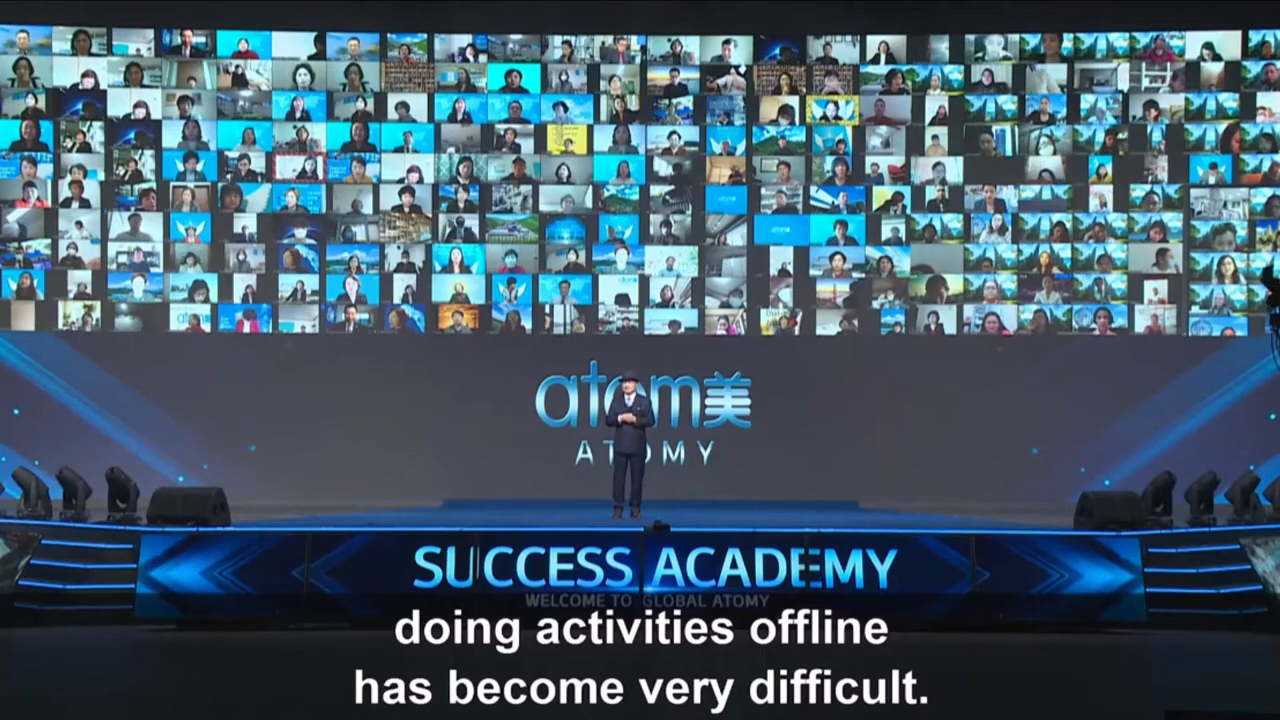 atom美
ATOMY
SUCCESS ACADEMY
WELCOME TO GLOBAL ATOMY
doing activities offline
has become very difficult.